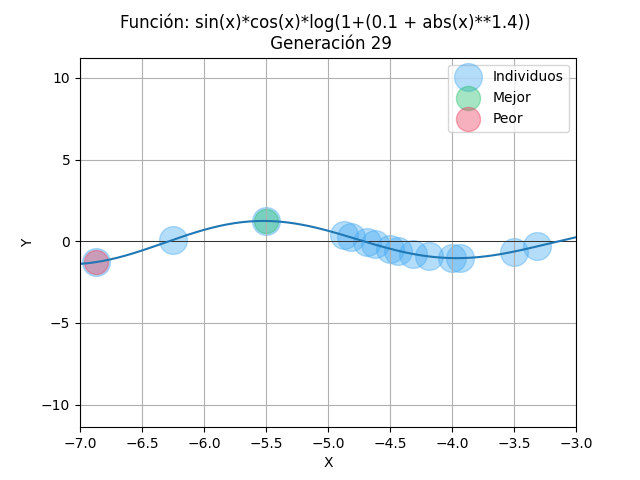 Función: sin(x)*cos(x)*log(1+(0.1 + abs(x)**1.4))
Generación 29
Individuos
Mejor
Peor
10
5
0
−5
−10
Y
−7.0 −6.5 −6.0 −5.5 −5.0 −4.5 −4.0 −3.5 −3.0
X